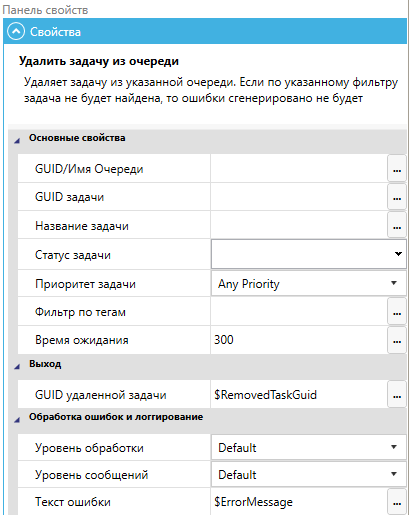 Панель свойств
Свойства
Удалить задачу из очереди
Удаляет задачу из указанной очереди. Если по указанному фильтру
задача не будет найдена, то ошибки сгенерировано не будет
Основные свойства
GUID/Имя Очереди ...
GUID задачи ...
Название задачи ...
Статус задачи
Приоритет задачи Any Priority
Фильтр по тегам ...
Время ожидания 300 ...
Выход
GUID удаленной задачи $RemovedTaskGuid ...
Обработка ошибок и логгирование
Уровень обработки Default
Уровень сообщений Default
Текст ошибки $ErrorMessage ...